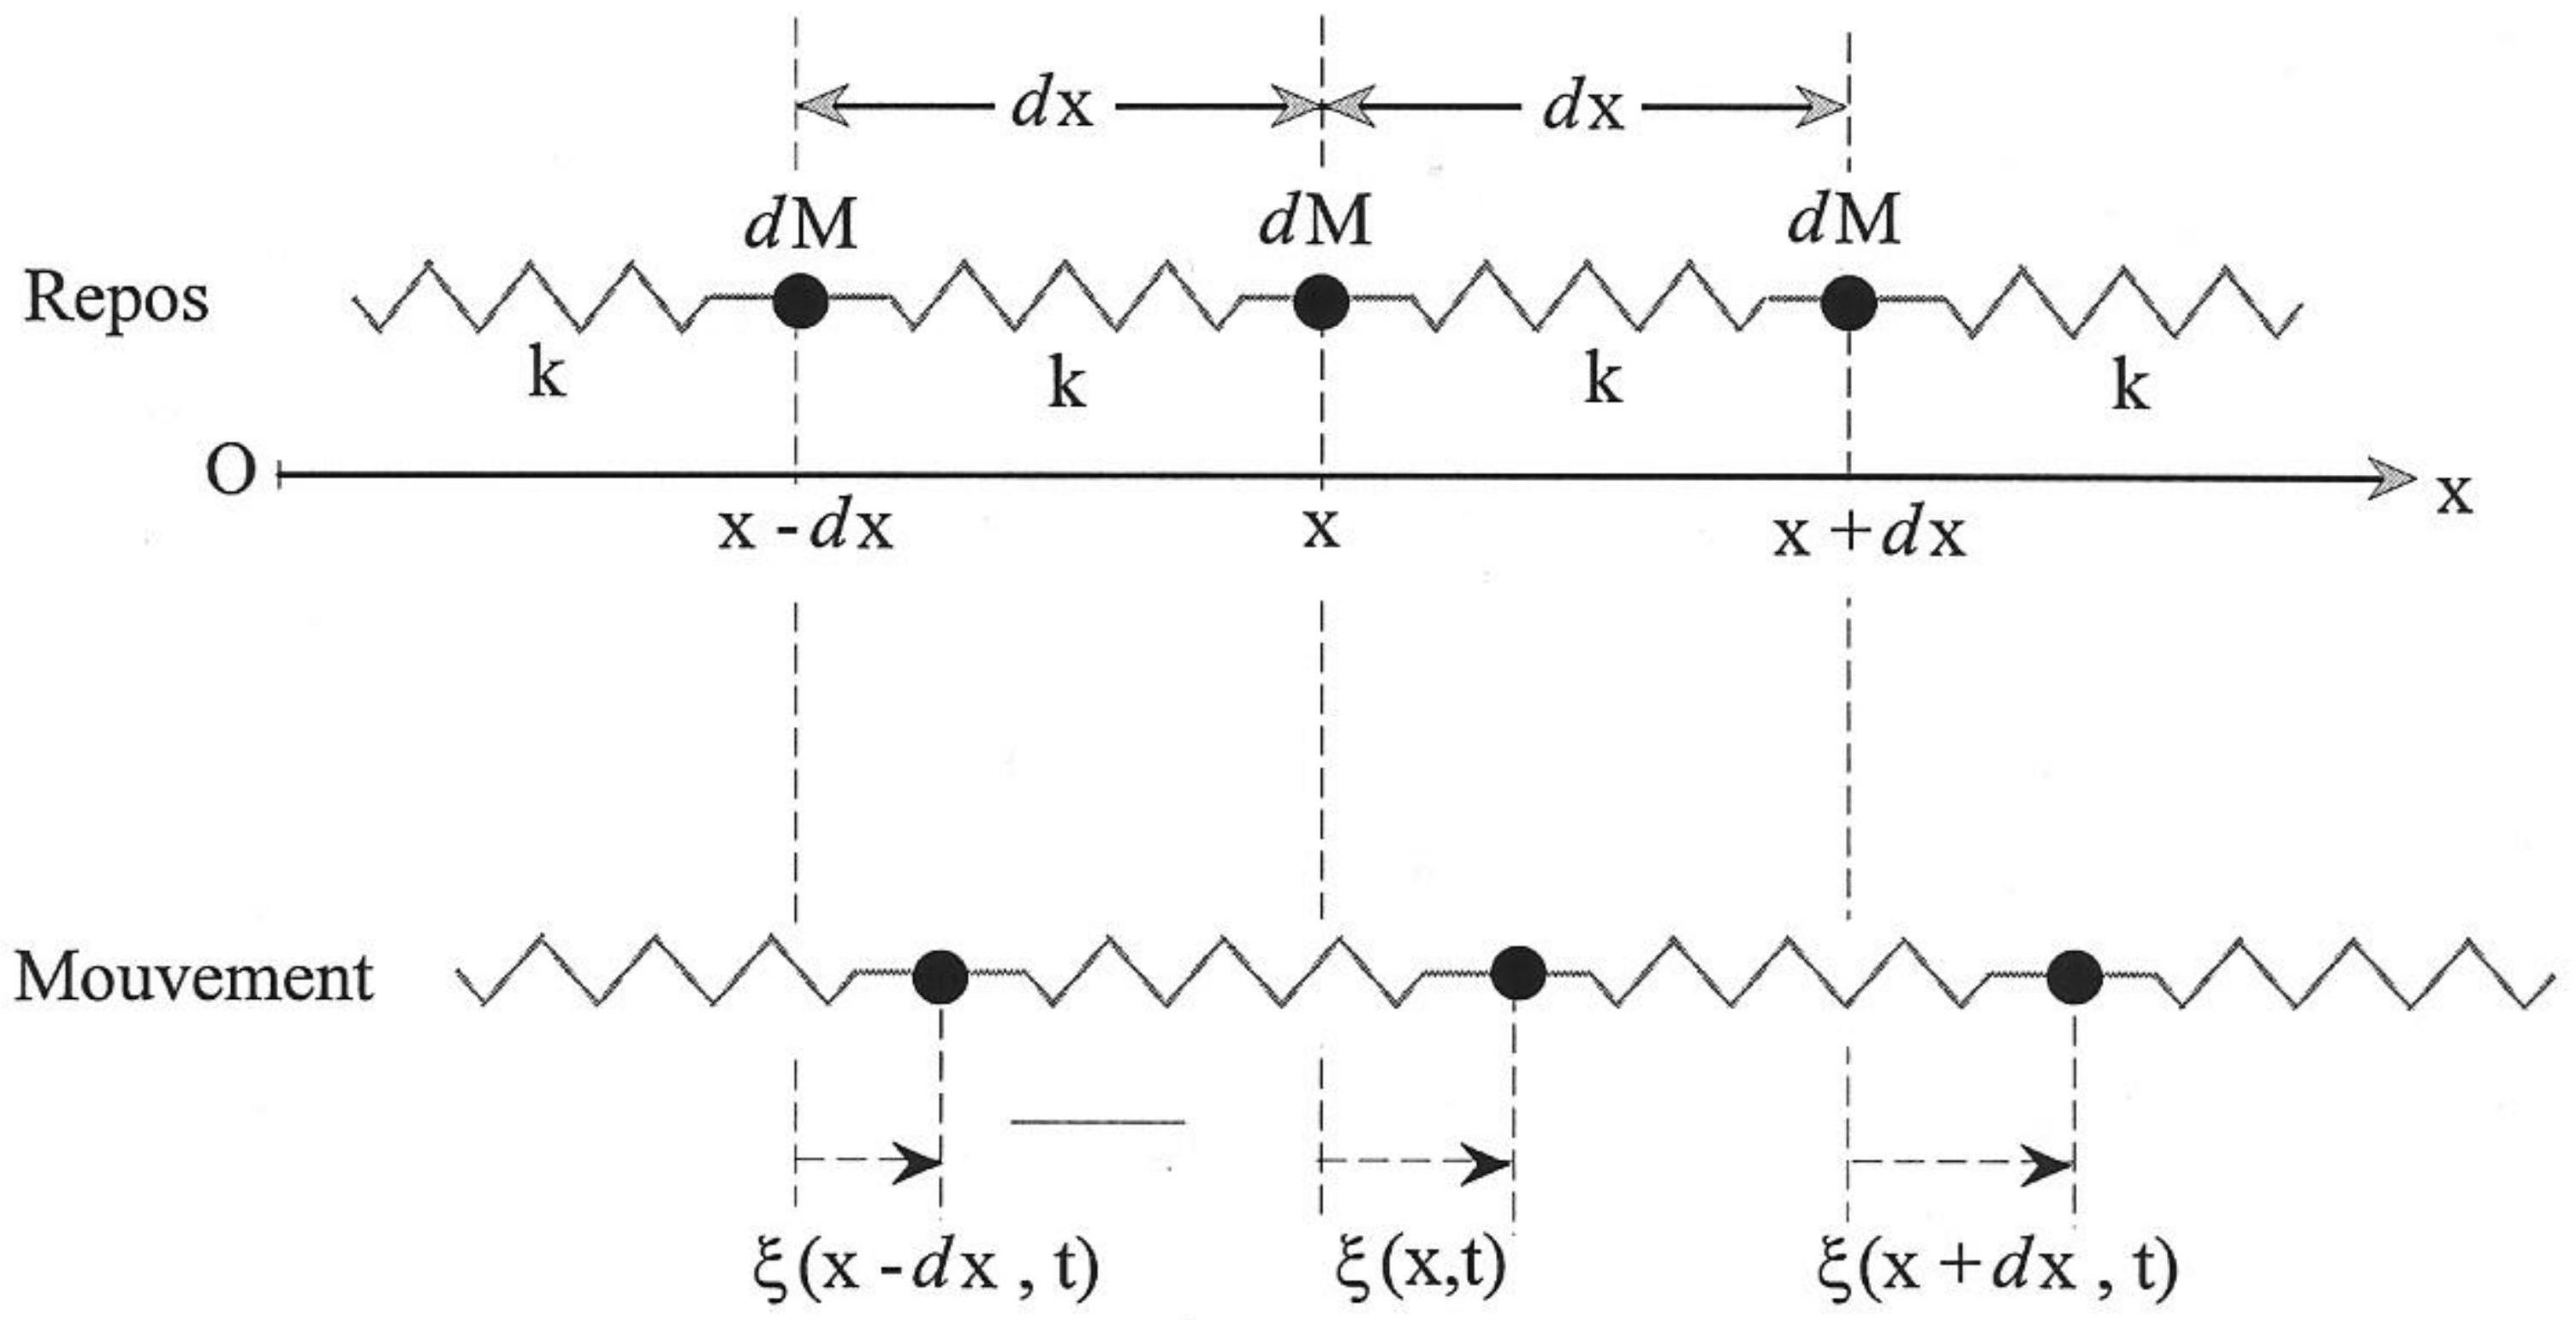 dx dx
dM dM dM
Repos
k k k k
O x
x - dx x x + dx
Mouvement
ξ(x - dx , t) ξ(x,t) ξ(x + dx , t)